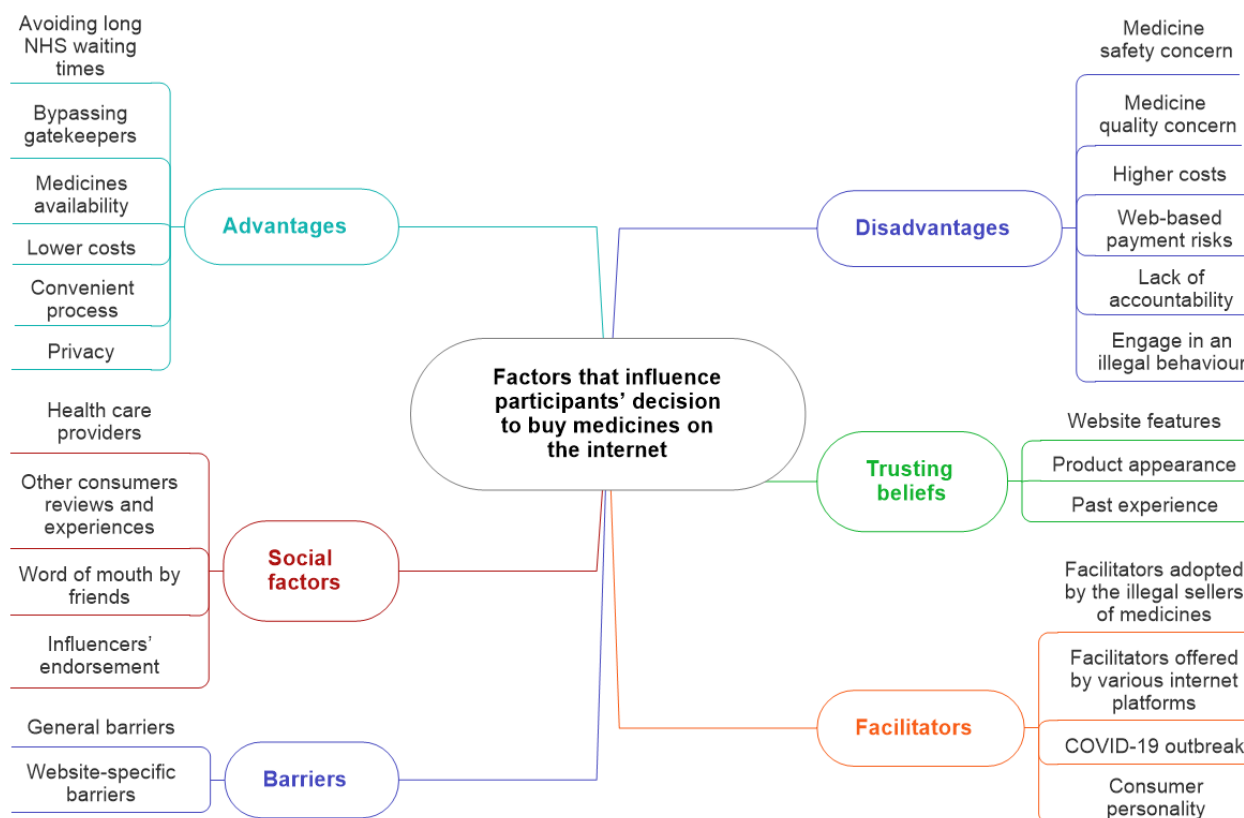 Factors that influence
participants’ decision
to buy medicines on
the internet
Advantages
Avoiding long
NHS waiting
times
Bypassing
gatekeepers
Medicines
availability
Lower costs
Convenient
process
Privacy
Social
factors
Health care
providers
Other consumers
reviews and
experiences
Word of mouth by
friends
Influencers’
endorsement
Barriers
General barriers
Website-specific
barriers
Disadvantages
Medicine
safety concern
Medicine
quality concern
Higher costs
Web-based
payment risks
Lack of
accountability
Engage in an
illegal behaviour
Trusting
beliefs
Website features
Product appearance
Past experience
Facilitators
Facilitators adopted
by the illegal sellers
of medicines
Facilitators offered
by various internet
platforms
COVID-19 outbreak
Consumer
personality